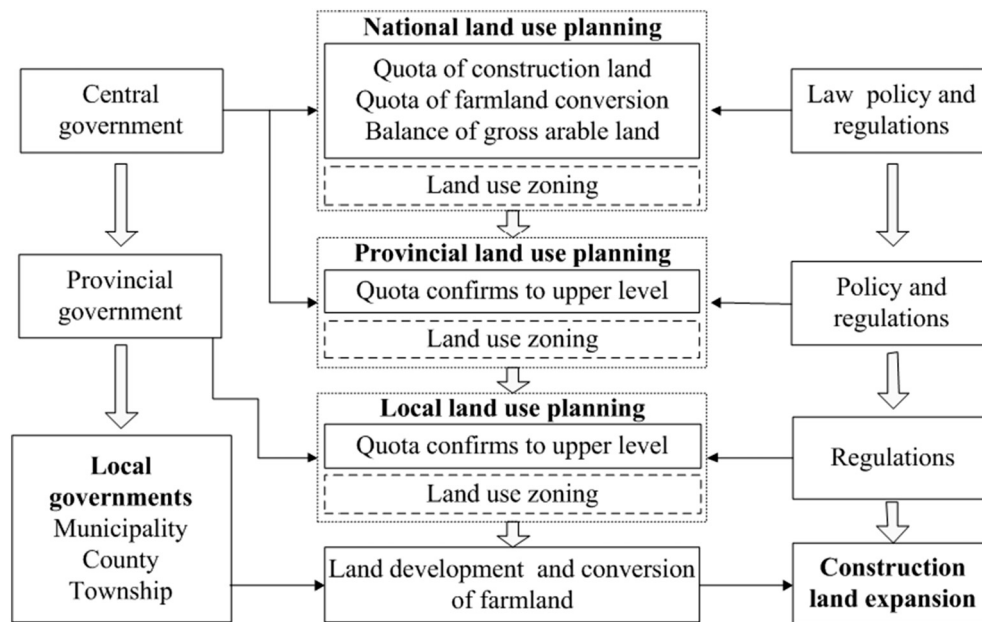 National land use planning
Quota of construction land
Quota of farmland conversion
Balance of gross arable land
Land use zoning
Central
government
Law policy and
regulations
Provincial land use planning
Quota confirms to upper level
Land use zoning
Provincial
government
Policy and
regulations
Local land use planning
Quota confirms to upper level
Land use zoning
Local
governments
Municipality
County
Township
Regulations
Land development and conversion
of farmland
Construction
land expansion